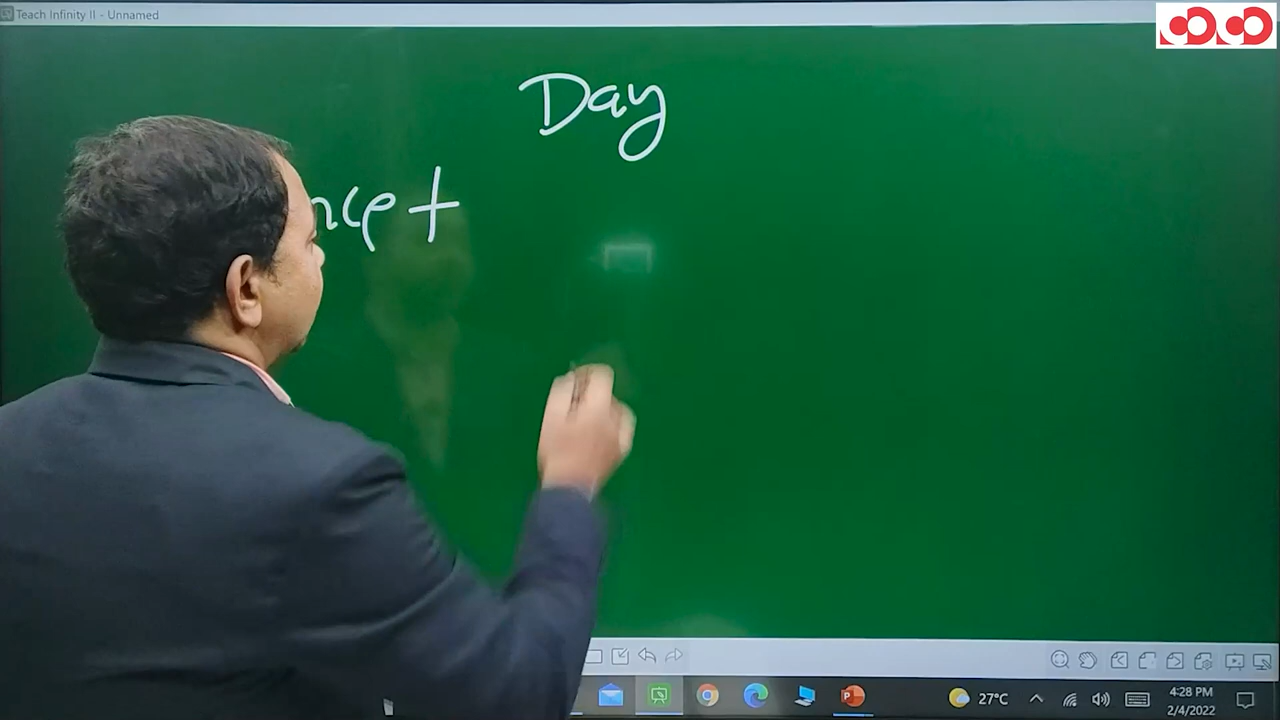 Teach Infinity II - Unnamed
Day
ncept
27°C
4:28 PM
2/4/2022